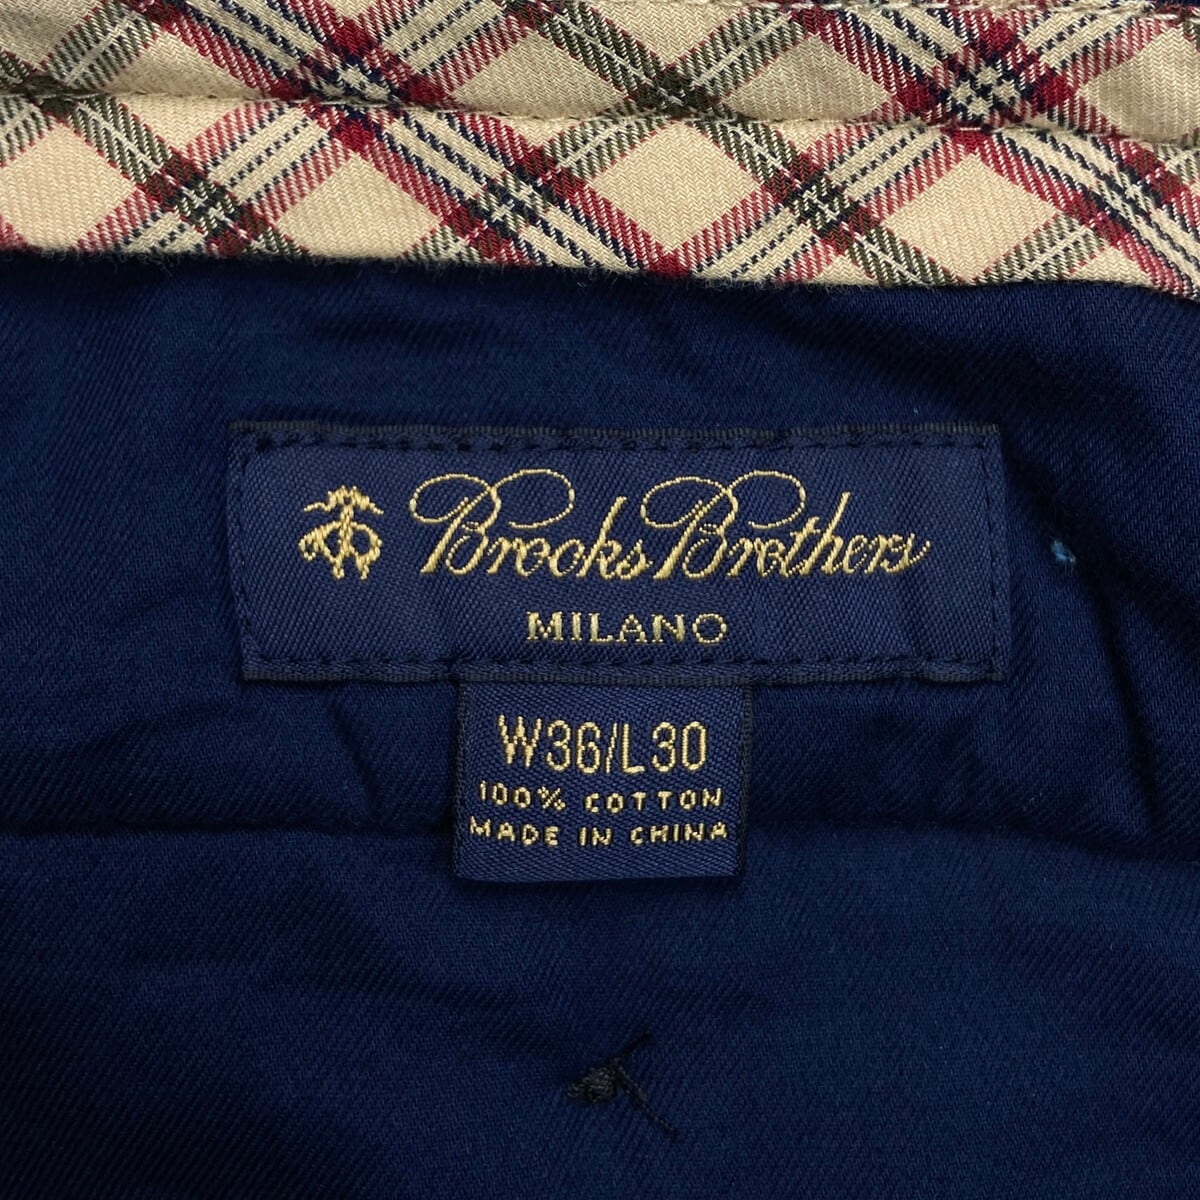 Brooks Brothers
MILANO
W36/L30
100% COTTON
MADE IN CHINA